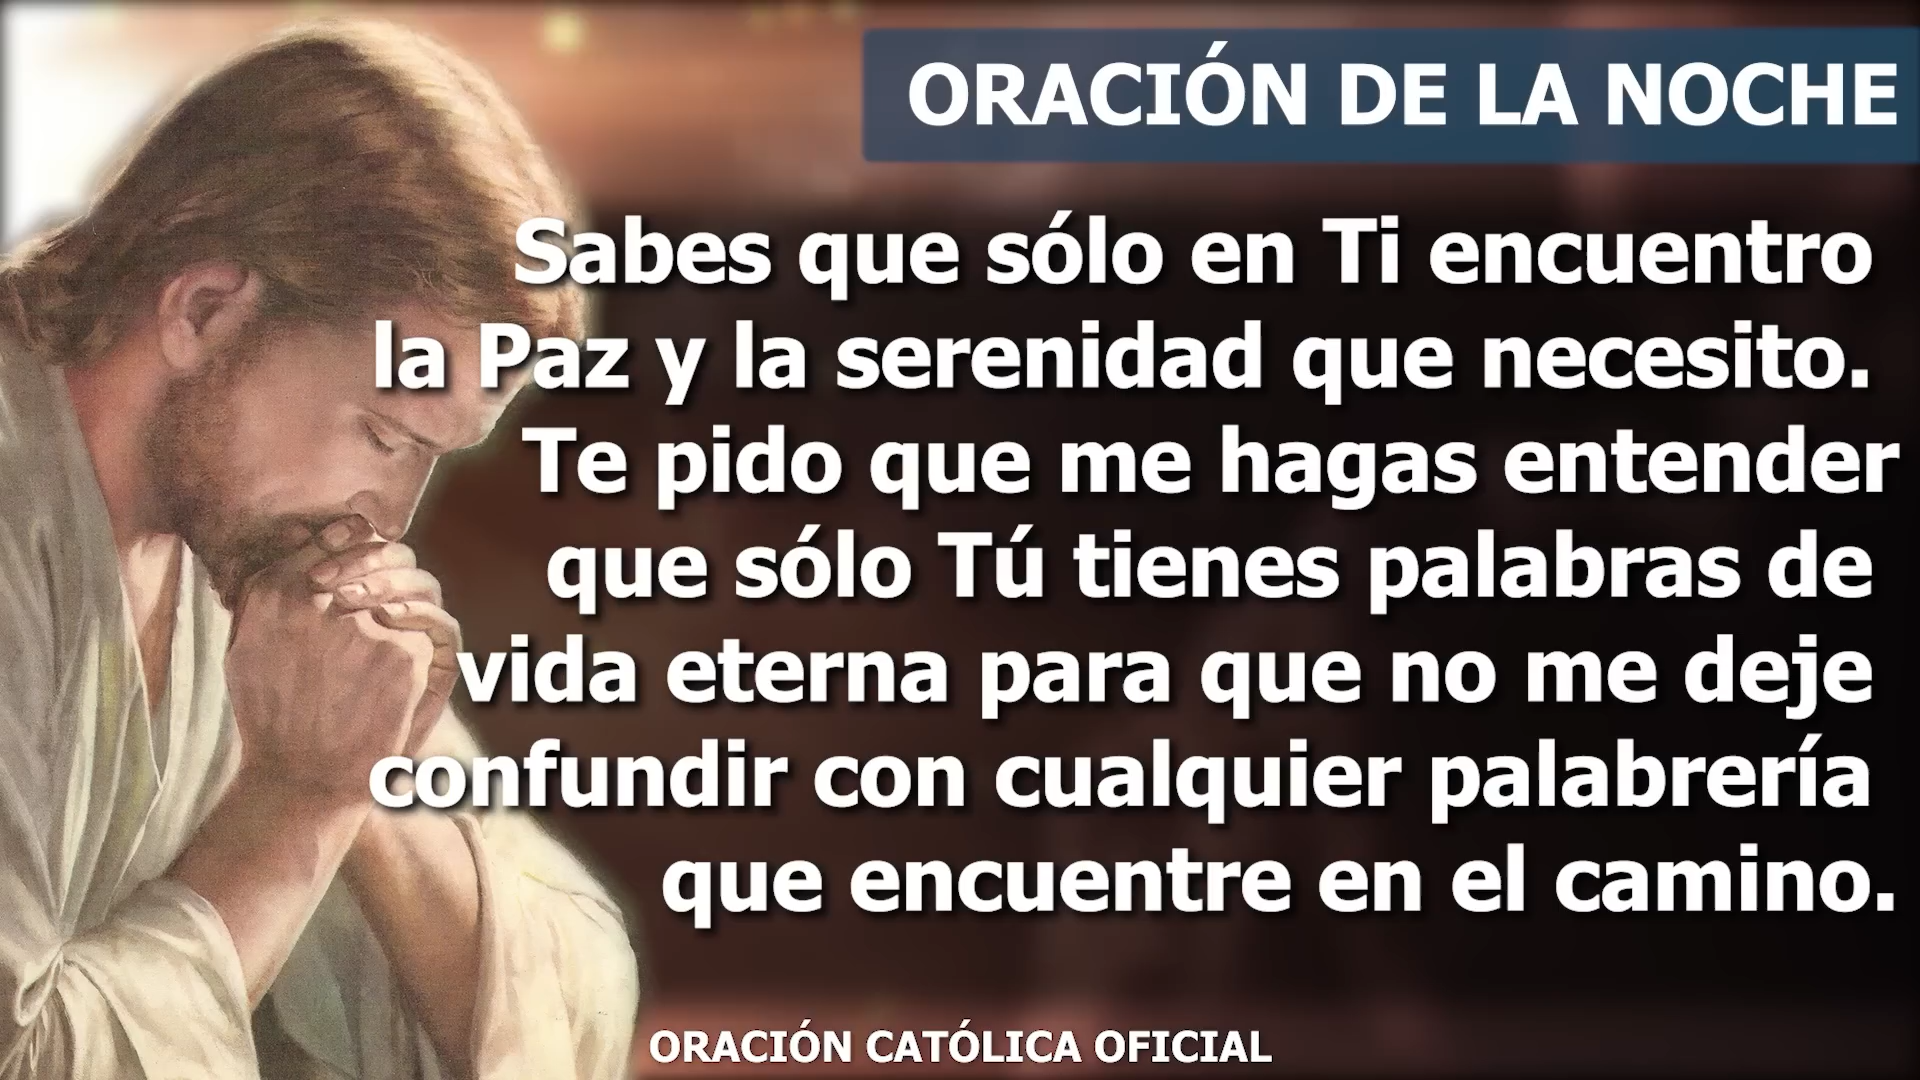 ORACIÓN DE LA NOCHE
Sabes que sólo en Ti encuentro
la Paz y la serenidad que necesito.
Te pido que me hagas entender
que sólo Tú tienes palabras de
vida eterna para que no me deje
confundir con cualquier palabrería
que encuentre en el camino.
ORACIÓN CATÓLICA OFICIAL